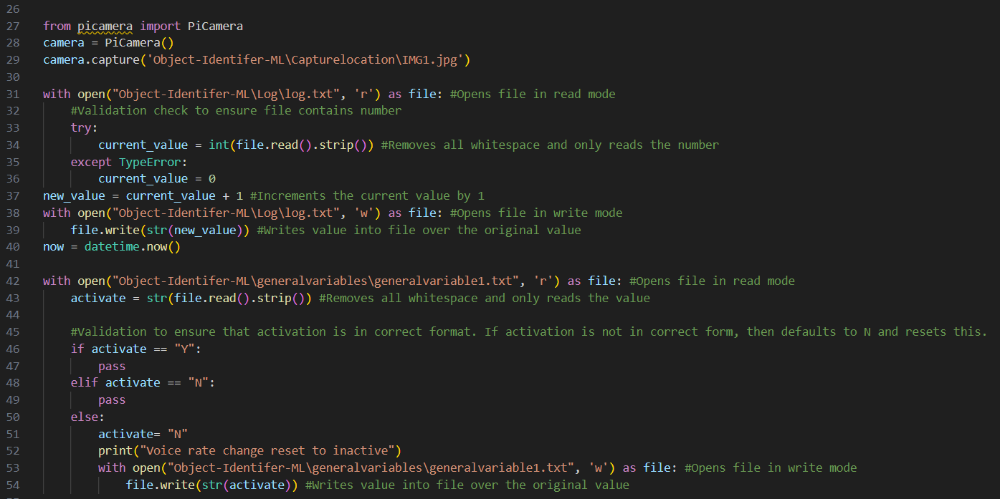 26
27 from picamera import PiCamera
28 camera = PiCamera()
29 camera.capture('Object-Identifer-ML\Capturelocation\IMG1.jpg')
30
31 with open("Object-Identifer-ML\Log\log.txt", 'r') as file: #Opens file in read mode
32     #Validation check to ensure file contains number
33     try:
34         current_value = int(file.read().strip()) #Removes all whitespace and only reads the number
35     except TypeError:
36         current_value = 0
37 new_value = current_value + 1 #Increments the current value by 1
38 with open("Object-Identifer-ML\Log\log.txt", 'w') as file: #Opens file in write mode
39     file.write(str(new_value)) #Writes value into file over the original value
40 now = datetime.now()
41
42 with open("Object-Identifer-ML\generalvariables\generalvariable1.txt", 'r') as file: #Opens file in read mode
43     activate = str(file.read().strip()) #Removes all whitespace and only reads the value
44
45     #Validation to ensure that activation is in correct format. If activation is not in correct form, then defaults to N and resets this.
46     if activate == "Y":
47         pass
48     elif activate == "N":
49         pass
50     else:
51         activate= "N"
52         print("Voice rate change reset to inactive")
53         with open("Object-Identifer-ML\generalvariables\generalvariable1.txt", 'w') as file: #Opens file in write mode
54             file.write(str(activate)) #Writes value into file over the original value